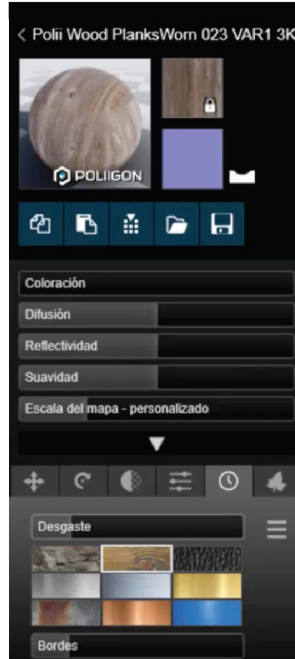 < Polii Wood PlanksWorn 023 VAR1 3K
POLIIGON
Coloración
Difusión
Reflectividad
Suavidad
Escala del mapa - personalizado
Desgaste
Bordes